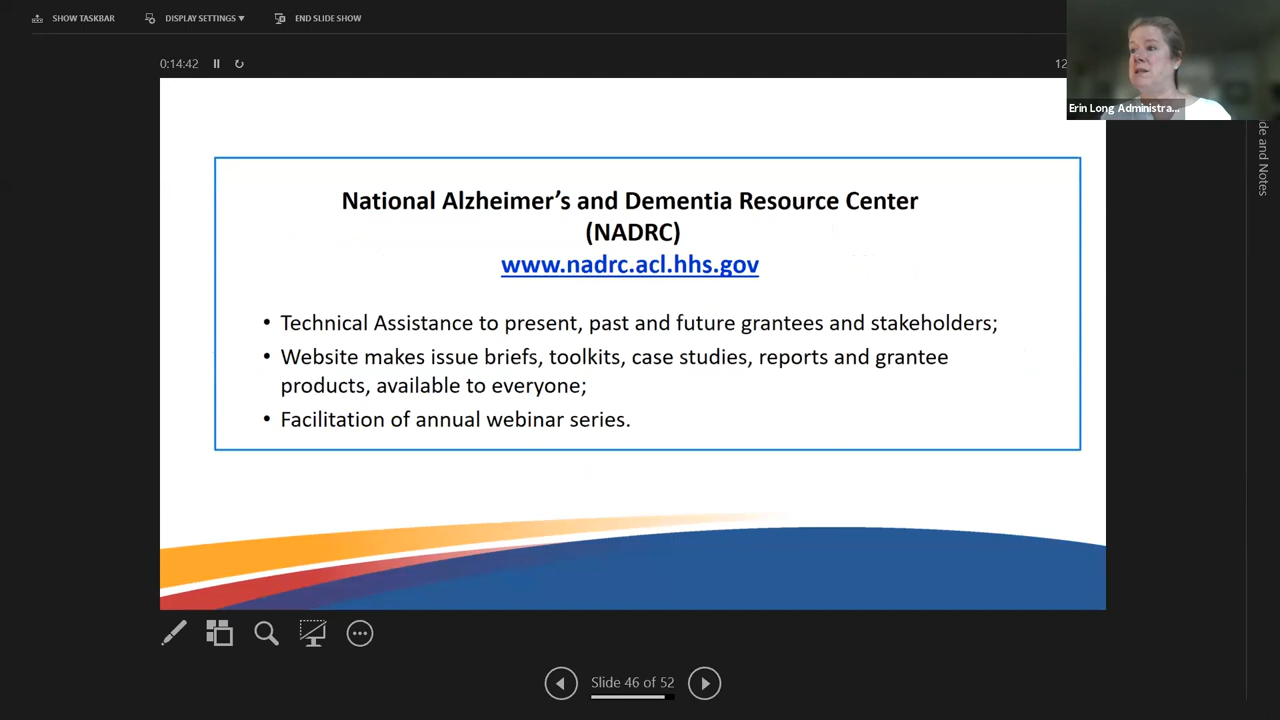 SHOW TASKBAR
DISPLAY SETTINGS ▼
END SLIDE SHOW
0:14:42
12
Erin Long Administra...
de and Notes
National Alzheimer’s and Dementia Resource Center
(NADRC)
www.nadrc.acl.hhs.gov
• Technical Assistance to present, past and future grantees and stakeholders;
• Website makes issue briefs, toolkits, case studies, reports and grantee
products, available to everyone;
• Facilitation of annual webinar series.
Slide 46 of 52